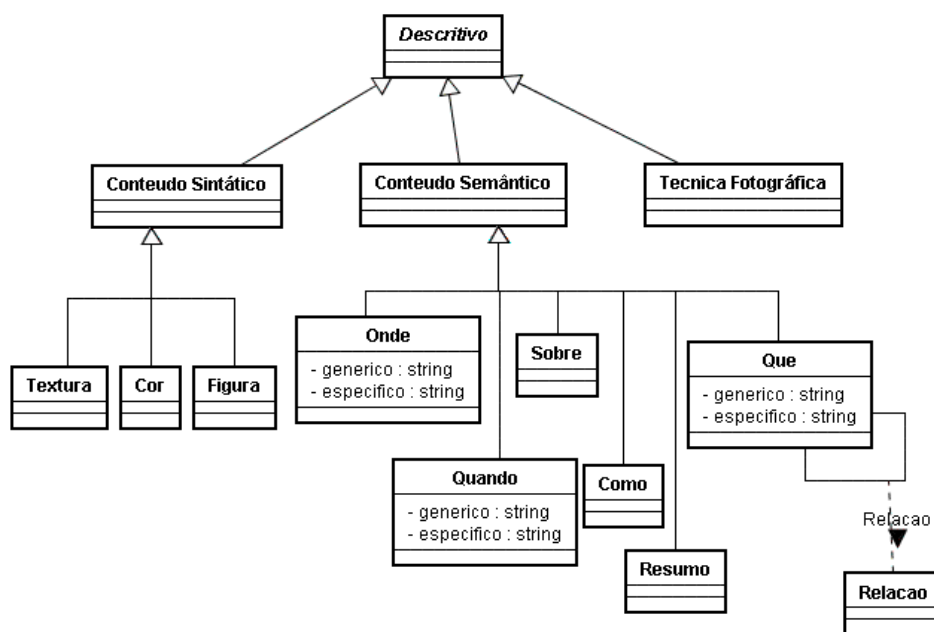 Descritivo
Conteudo Sintático
Conteudo Semântico
Tecnica Fotográfica
Onde
- generico : string
- especifico : string
Sobre
Que
- generico : string
- especifico : string
Textura
Cor
Figura
Quando
- generico : string
- especifico : string
Como
Relacao
Resumo
Relacao